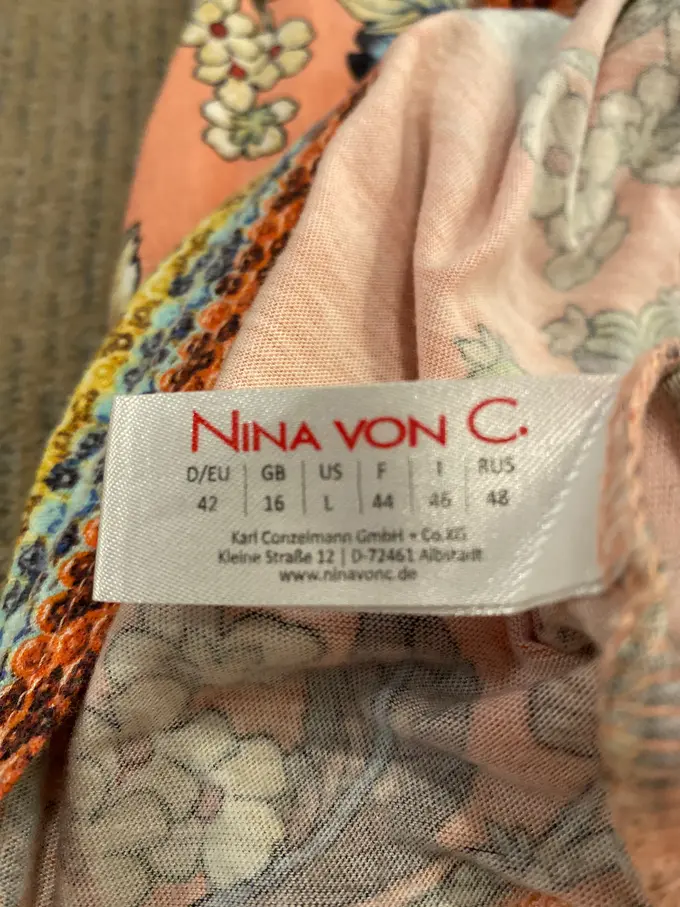 NINA VON C.
D/EU | GB | US | F | I | RUS
42 | 16 | L | 44 | 46 | 48
Karl Conzelmann GmbH + Co.KG
Kleine Straße 12 | D-72461 Albstadt
www.ninavonc.de